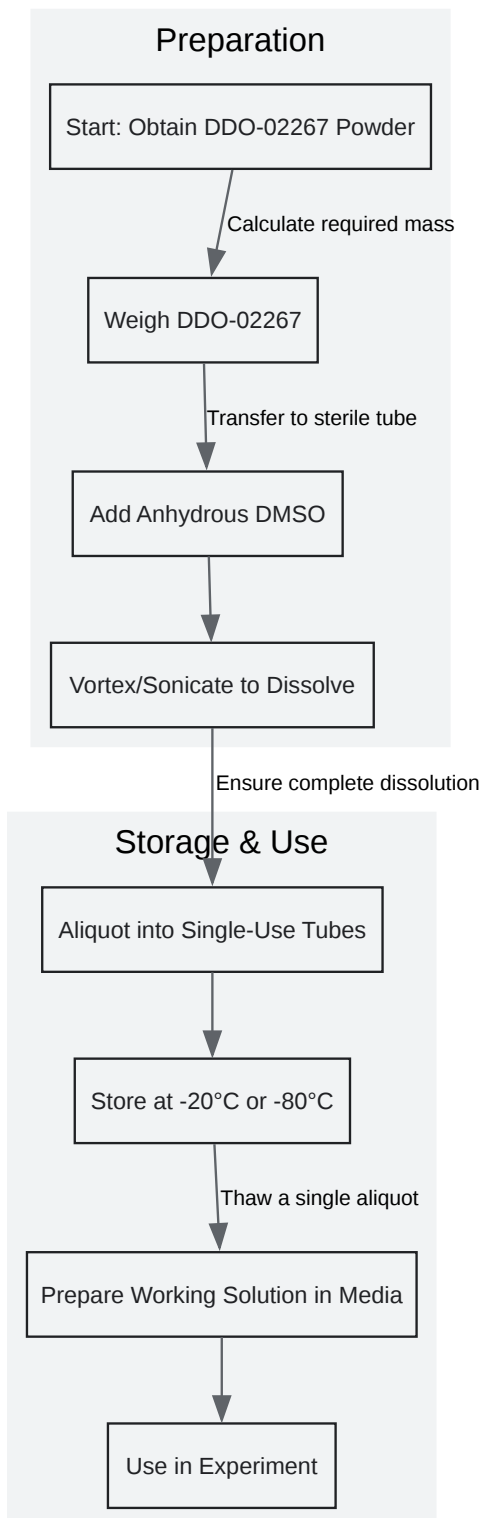 Preparation
Start: Obtain DDO-02267 Powder
Calculate required mass
Weigh DDO-02267
Transfer to sterile tube
Add Anhydrous DMSO
Vortex/Sonicate to Dissolve
Ensure complete dissolution
Storage & Use
Aliquot into Single-Use Tubes
Store at -20°C or -80°C
Thaw a single aliquot
Prepare Working Solution in Media
Use in Experiment